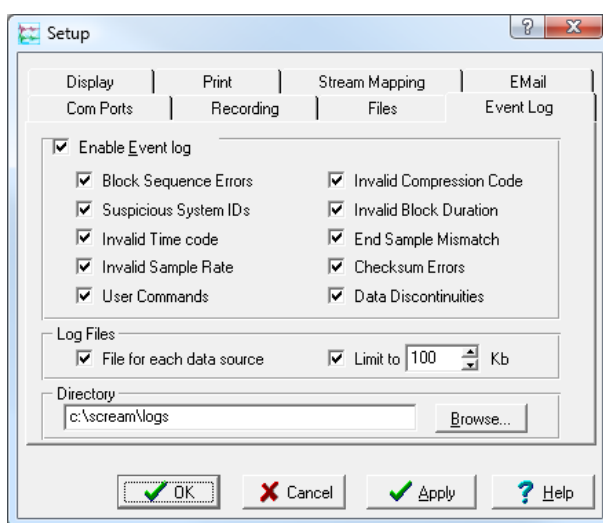 Setup
Display Print Stream Mapping EMail
Com Ports Recording Files Event Log
Enable Event log
Block Sequence Errors Invalid Compression Code
Suspicious System IDs Invalid Block Duration
Invalid Time code End Sample Mismatch
Invalid Sample Rate Checksum Errors
User Commands Data Discontinuities
Log Files
File for each data source Limit to 100 Kb
Directory
c:\scream\logs Browse...
OK Cancel Apply ? Help